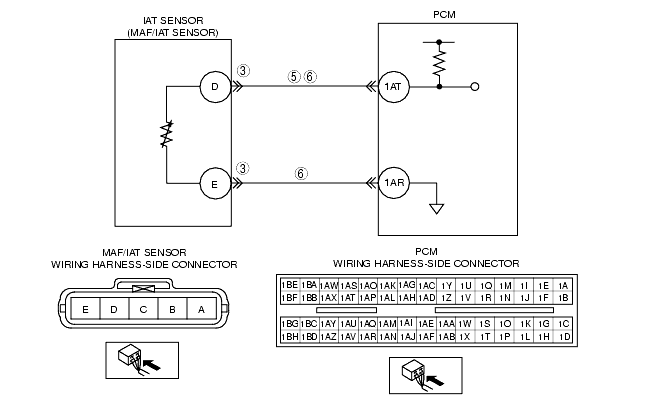 IAT SENSOR
(MAF/IAT SENSOR)
PCM
D ③ ⑤ ⑥ 1AT
E ③ ⑥ 1AR
MAF/IAT SENSOR
WIRING HARNESS-SIDE CONNECTOR
E D C B A
PCM
WIRING HARNESS-SIDE CONNECTOR
1BE 1BA 1AW 1AS 1AO 1AK 1AG 1AC 1Y 1U 1Q 1M 1I 1E 1A
1BF 1BB 1AX 1AT 1AP 1AL 1AH 1AD 1Z 1V 1R 1N 1J 1F 1B
1BG 1BC 1AY 1AU 1AQ 1AM 1AI 1AE 1AA 1W 1S 1O 1K 1G 1C
1BH 1BD 1AZ 1AV 1AR 1AN 1AJ 1AF 1AB 1X 1T 1P 1L 1H 1D